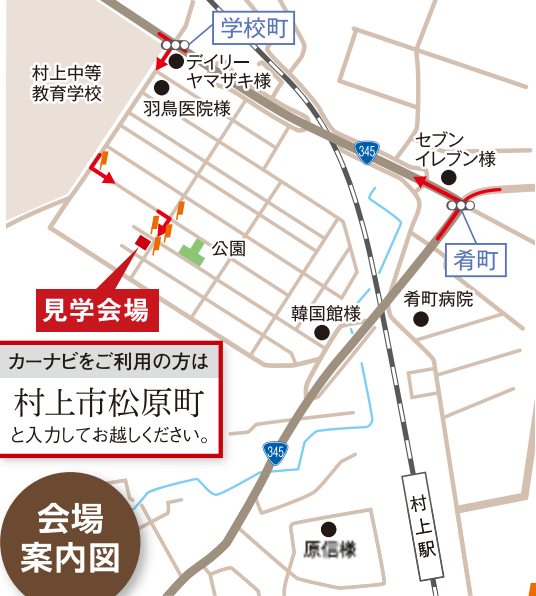 学校町
デイリー
ヤマザキ様
村上中等
教育学校
羽鳥医院様
345
セブン
イレブン様
公園
肴町
見学会場
韓国館様
肴町病院
カーナビをご利用の方は
村上市松原町
と入力してお越しください。
345
村上駅
会場
案内図
原信様